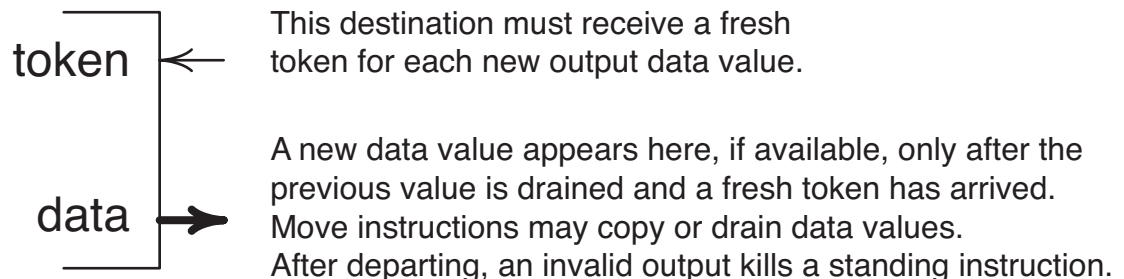 token
This destination must receive a fresh
token for each new output data value.
data
A new data value appears here, if available, only after the
previous value is drained and a fresh token has arrived.
Move instructions may copy or drain data values.
After departing, an invalid output kills a standing instruction.